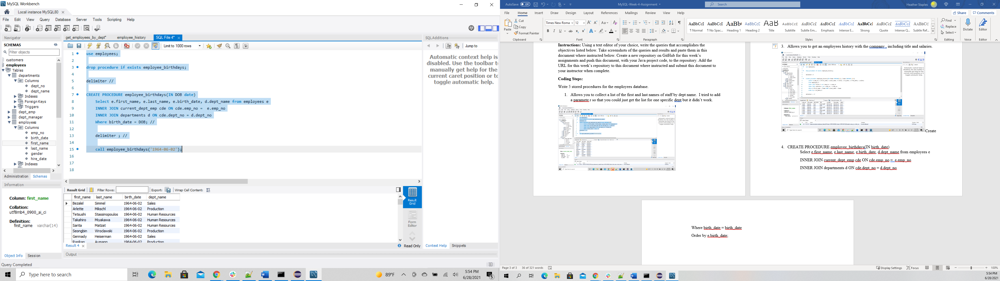 MySQL Workbench
Local instance MySQL80
File Edit View Query Database Server Tools Scripting Help
Navigator
SCHEMAS
Filter objects
customers
employees
Tables
departments
Columns
dept_no
dept_name
Indexes
Foreign Keys
Triggers
dept_emp
dept_manager
employees
Columns
emp_no
birth_date
first_name
last_name
gender
hire_date
Indexes
Administration Schemas
Information
Column: first_name
Collation:
utf8mb4_0900_ai_ci
Definition:
first_name varchar(14)
Object Info Session
Query Completed
get_employees_by_dept* employee_history SQL File 4*
Limit to 1000 rows
1 use employees;
2
3 drop procedure if exists employee_birthdays;
4
5 delimiter //
6
7 CREATE PROCEDURE employee_birthdays(IN DOB date)
8 Select e.first_name, e.last_name, e.birth_date, d.dept_name from employees e
9 INNER JOIN current_dept_emp cde ON cde.emp_no = e.emp_no
10 INNER JOIN departments d ON cde.dept_no = d.dept_no
11 Where birth_date = DOB; //
12
13 delimiter ; //
14
15 call employee_birthdays('1964-06-02');
16
17
18
Result Grid Filter Rows: Export: Wrap Cell Content:
first_name last_name birth_date dept_name
Bezalel Simmel 1964-06-02 Sales
Arlette Mikschl 1964-06-02 Production
Tetsushi Stassinopoulos 1964-06-02 Human Resources
Takahiro Miyakawa 1964-06-02 Human Resources
Sarita Matzat 1964-06-02 Human Resources
Seongbin Wroclawski 1964-06-02 Production
Gennady Heiserman 1964-06-02 Sales
Rasikan Aumann 1964-06-02 Production
Result Grid
Form Editor
Result 4
Read Only
Output
SQLAdditions
Jump to
Automatic context help is
disabled. Use the toolbar t
manually get help for the
current caret position or to
toggle automatic help.
Context Help Snippets
Type here to search
89°F
5:54 PM
6/28/2021
5
AutoSave Off
MySQL-Week-4-Assignment
Search
Heather Staples
File Home Insert Draw Design Layout References Mailings Review View Help
Share Comments
Paste
Cut
Copy
Format Painter
Clipboard
Times New Roma 12
Font
Paragraph
AaBbCcI AaBbCcI AaBb( AaBbCcD AaB AaBbCcD AaBbCcL AaBbCcL AaBbCcL AaBbCcI AaBbCcL AaBbCcL AABBCC
¶ Normal ¶ No Spac... Heading 1 Heading 2 Title Subtitle Subtle Em... Emphasis Intense E... Strong Quote Intense Q... Subtle Ref...
Styles
Find
Replace
Select
Editing
Dictate
Voice
Editor
Editor
Instructions: Using a text editor of your choice, write the queries that accomplishes the
objectives listed below. Take screenshots of the queries and results and paste them in this
document where instructed below. Create a new repository on GitHub for this week's
assignments and push this document, with your Java project code, to the repository. Add the
URL for this week's repository to this document where instructed and submit this document to
your instructor when complete.
Coding Steps:
Write 5 stored procedures for the employees database.
1. Allows you to collect a list of the first and last names of staff by dept name. I tried to add
a paramete r so that you could just get the list for one specific dept but it didn't work.
3. Allows you to get an employees history with the company , including title and salaries.
Create
4. CREATE PROCEDURE employee_birthdays(IN birth_date)
Select e.first_name, e.last_name, e.birth_date, d.dept_name from employees e
INNER JOIN current_dept_emp cde ON cde.emp_no = e.emp_no
INNER JOIN departments d ON cde.dept_no = d.dept_no
Where birth_date = birth_date
Order by e.birth_date;
Page 3 of 3 36 of 321 words
Display Settings Focus 100%
5:54 PM
6/28/2021